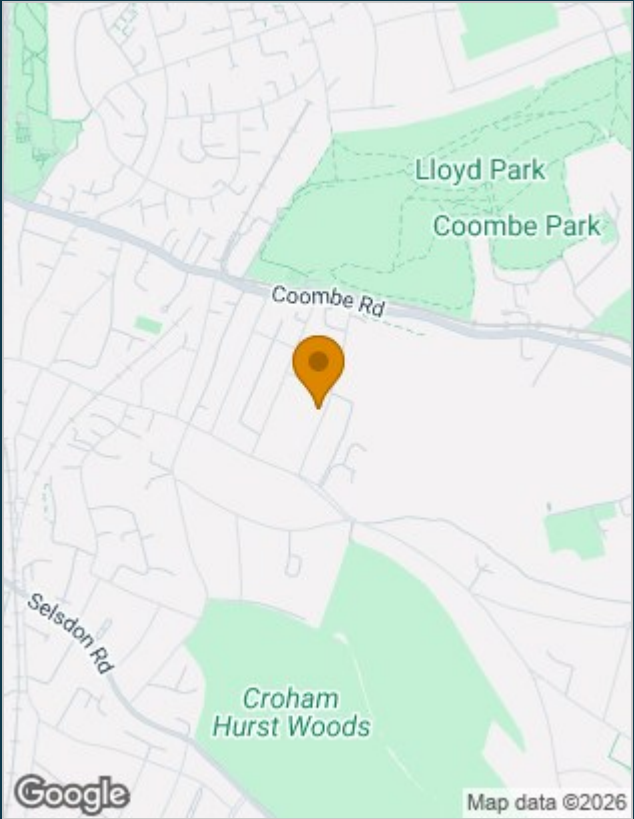 Lloyd Park
Coombe Park
Coombe Rd
Selsdon Rd
Croham
Hurst Woods
Google
Map data ©2026